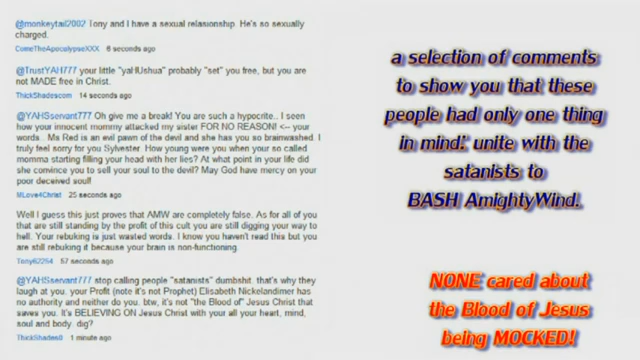 @monkeytail2002 Tony and I have a sexual relasionship. He's so sexually
charged.
ComeTheApocalypseXXX 6 seconds ago
@TrustYAH777 your little "yaHUshua" probably "set" you free, but you are
not MADE free in Christ.
ThickShadescom 14 seconds ago
@YAHSservant777 Oh give me a break! You are such a hypocrite.. I seen
how your innocent mommy attacked my sister FOR NO REASON! <-- your
words. Ms Red is an evil pawn of the devil and she has you so brainwashed. I
truly feel sorry for you Sylvester. How young were you when your so called
momma starting filling your head with her lies? At what point in your life did
she convince you to sell your soul to the devil? May God have mercy on your
poor deceived soul!
MLove4Christ 25 seconds ago
Well I guess this just proves that AMW are completely false. As for all of you
that are still standing by the profit of this cult you are still digging your way to
hell. Your rebuking is just wasted words. I know you haven't read this but you
are still rebuking it because your brain is non-functioning.
Tony62254 57 seconds ago
@YAHSservant777 stop calling people "satanists" dumbshit. that's why they
laugh at you. your Profit (note it's not Prophet) Elisabeth Nickelandimer has
no authority and neither do you. btw, it's not "the Blood of" Jesus Christ that
saves you. It's BELIEVING ON Jesus Christ with your all your heart, mind,
soul and body. dig?
ThickShades0 1 minute ago
a selection of comments
to show you that these
people had only one thing
in mind: unite with the
satanists to
BASH AmightyWind.
NONE cared about
the Blood of Jesus
being MOCKED!